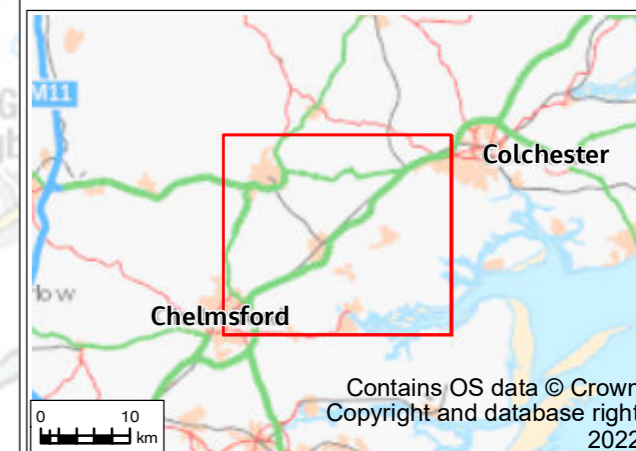 M11
Colchester
Chelmsford
Contains OS data © Crown
Copyright and database right
2022
0 10
km